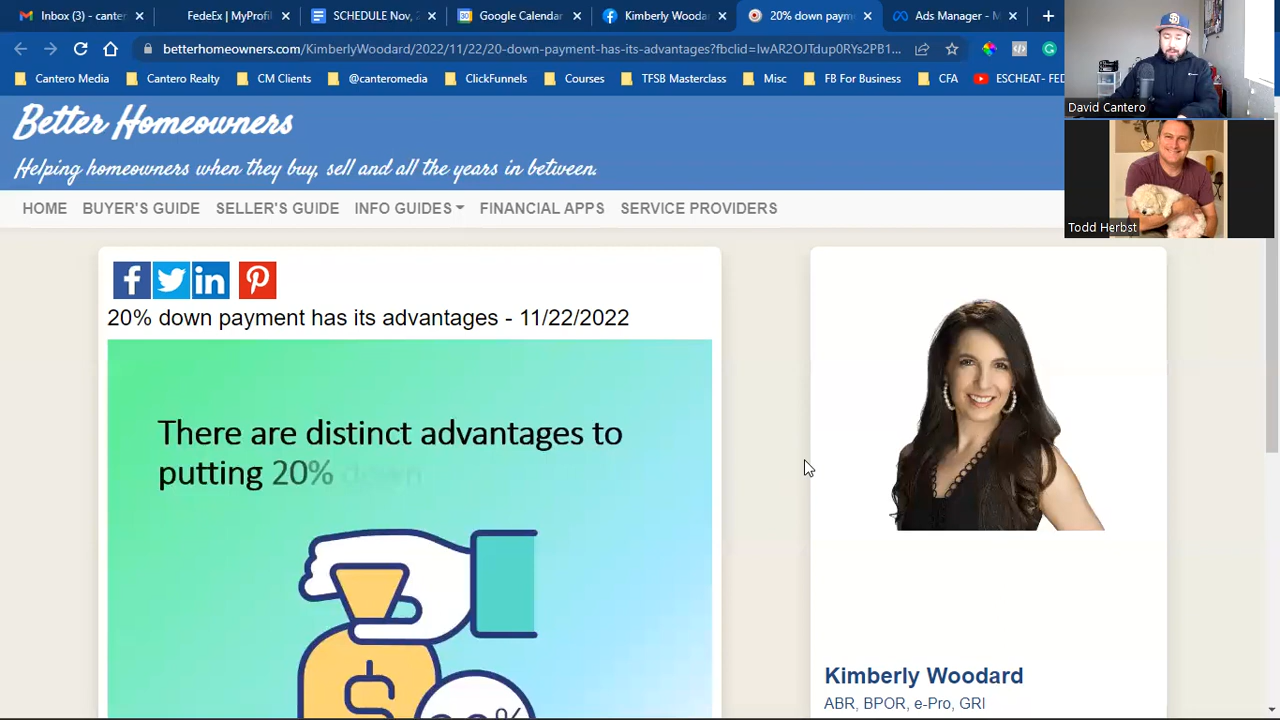 Inbox (3) - canter
FedeEx | MyProfil
SCHEDULE Nov, 2
Google Calendar
Kimberly Wooda
20% down paym
Ads Manager - M
betterhomeowners.com/KimberlyWoodard/2022/11/22/20-down-payment-has-its-advantages?fbclid=IwAR2OJTdup0RYs2PB1...
Cantero Media
Cantero Realty
CM Clients
@canteromedia
ClickFunnels
Courses
TFSB Masterclass
Misc
FB For Business
CFA
ESCHEAT- FED
David Cantero
Todd Herbst
Better Homeowners
Helping homeowners when they buy, sell and all the years in between.
HOME BUYER'S GUIDE SELLER'S GUIDE INFO GUIDES FINANCIAL APPS SERVICE PROVIDERS
20% down payment has its advantages - 11/22/2022
There are distinct advantages to
putting 20% down
Kimberly Woodard
ABR, BPOR, e-Pro, GRI